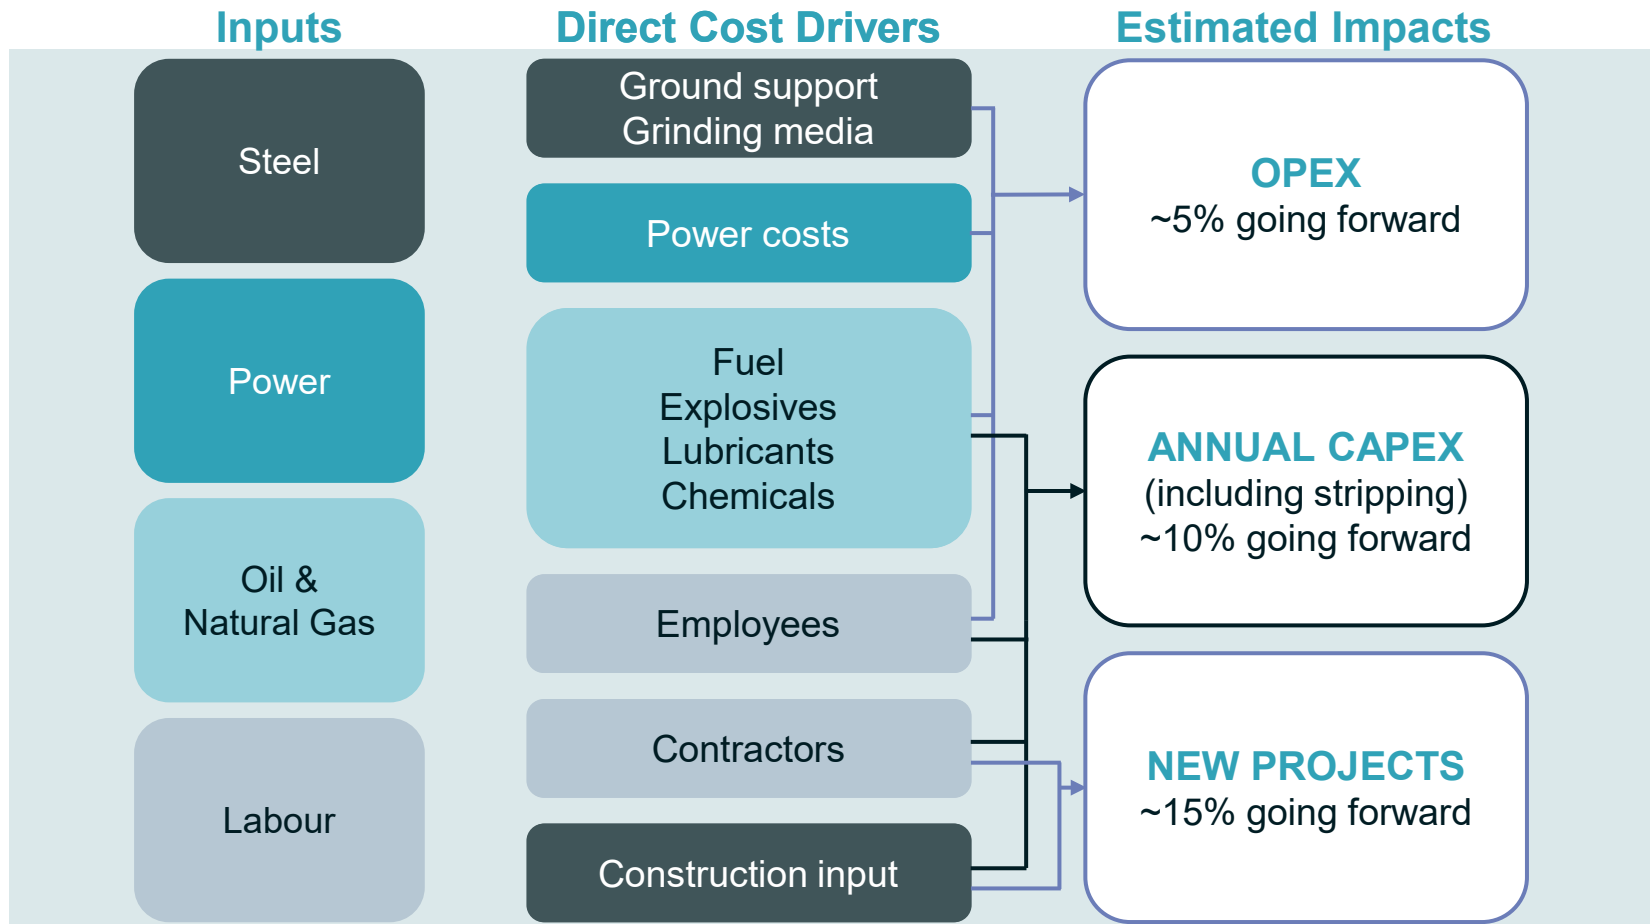 Inputs
Direct Cost Drivers
Estimated Impacts
Steel
Power
Oil &
Natural Gas
Labour
Ground support
Grinding media
Power costs
Fuel
Explosives
Lubricants
Chemicals
Employees
Contractors
Construction input
OPEX
~5% going forward
ANNUAL CAPEX
(including stripping)
~10% going forward
NEW PROJECTS
~15% going forward